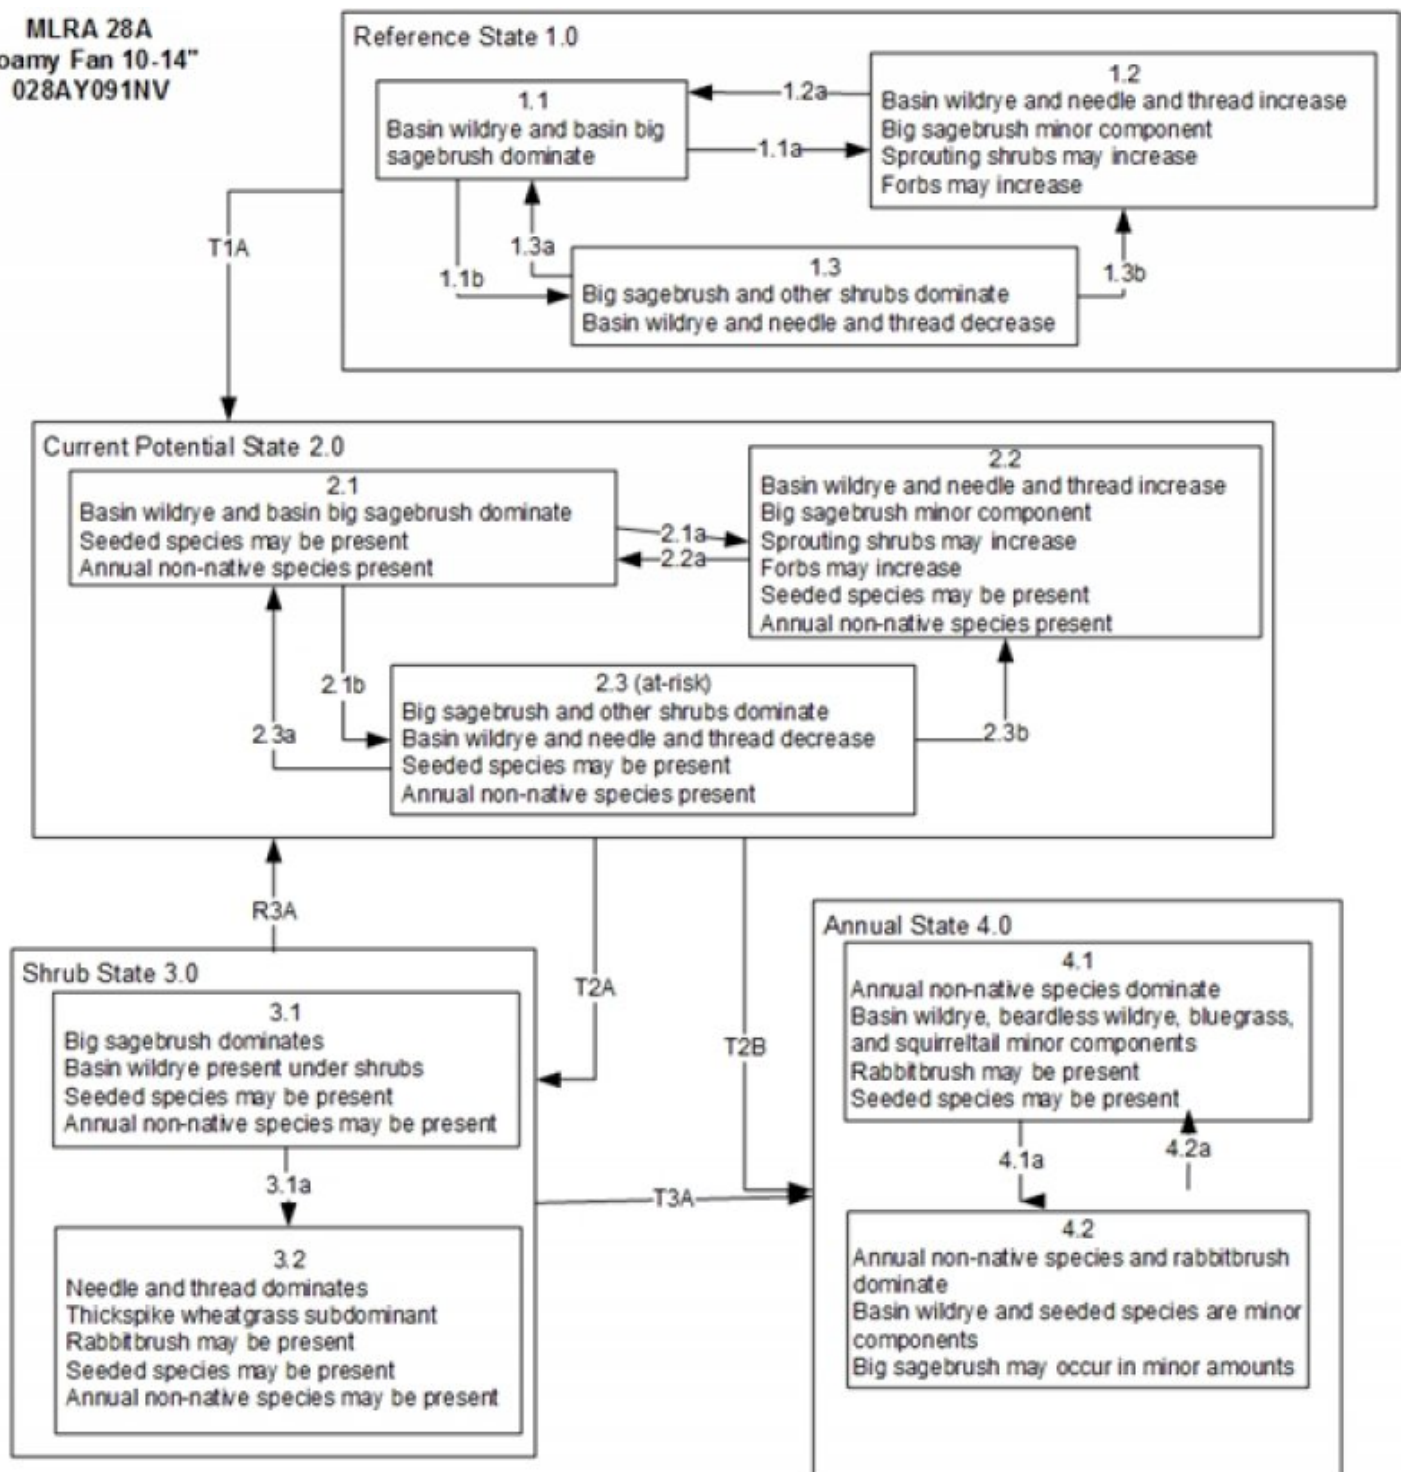 MLRA 28A
oamy Fan 10-14"
028AY091NV
Reference State 1.0
1.1
Basin wildrye and basin big
sagebrush dominate
1.2a
1.1a
1.2
Basin wildrye and needle and thread increase
Big sagebrush minor component
Sprouting shrubs may increase
Forbs may increase
T1A
1.1b
1.3a
1.3
Big sagebrush and other shrubs dominate
Basin wildrye and needle and thread decrease
1.3b
Current Potential State 2.0
2.1
Basin wildrye and basin big sagebrush dominate
Seeded species may be present
Annual non-native species present
2.1a
2.2a
2.2
Basin wildrye and needle and thread increase
Big sagebrush minor component
Sprouting shrubs may increase
Forbs may increase
Seeded species may be present
Annual non-native species present
2.3a
2.1b
2.3 (at-risk)
Big sagebrush and other shrubs dominate
Basin wildrye and needle and thread decrease
Seeded species may be present
Annual non-native species present
2.3b
R3A
T2A
T2B
Shrub State 3.0
3.1
Big sagebrush dominates
Basin wildrye present under shrubs
Seeded species may be present
Annual non-native species may be present
3.1a
3.2
Needle and thread dominates
Thickspike wheatgrass subdominant
Rabbitbrush may be present
Seeded species may be present
Annual non-native species may be present
T3A
Annual State 4.0
4.1
Annual non-native species dominate
Basin wildrye, beardless wildrye, bluegrass,
and squirreltail minor components
Rabbitbrush may be present
Seeded species may be present
4.1a
4.2a
4.2
Annual non-native species and rabbitbrush
dominate
Basin wildrye and seeded species are minor
components
Big sagebrush may occur in minor amounts